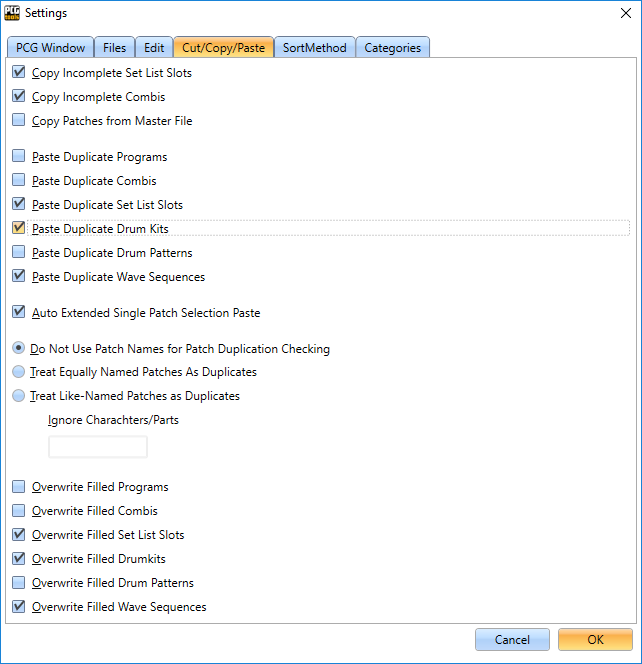 PCG Tools Settings
PCG Window Files Edit Cut/Copy/Paste SortMethod Categories
Copy Incomplete Set List Slots
Copy Incomplete Combis
Copy Patches from Master File
Paste Duplicate Programs
Paste Duplicate Combis
Paste Duplicate Set List Slots
Paste Duplicate Drum Kits
Paste Duplicate Drum Patterns
Paste Duplicate Wave Sequences
Auto Extended Single Patch Selection Paste
Do Not Use Patch Names for Patch Duplication Checking
Treat Equally Named Patches As Duplicates
Treat Like-Named Patches as Duplicates
Ignore Charachters/Parts
Overwrite Filled Programs
Overwrite Filled Combis
Overwrite Filled Set List Slots
Overwrite Filled Drumkits
Overwrite Filled Drum Patterns
Overwrite Filled Wave Sequences
Cancel OK